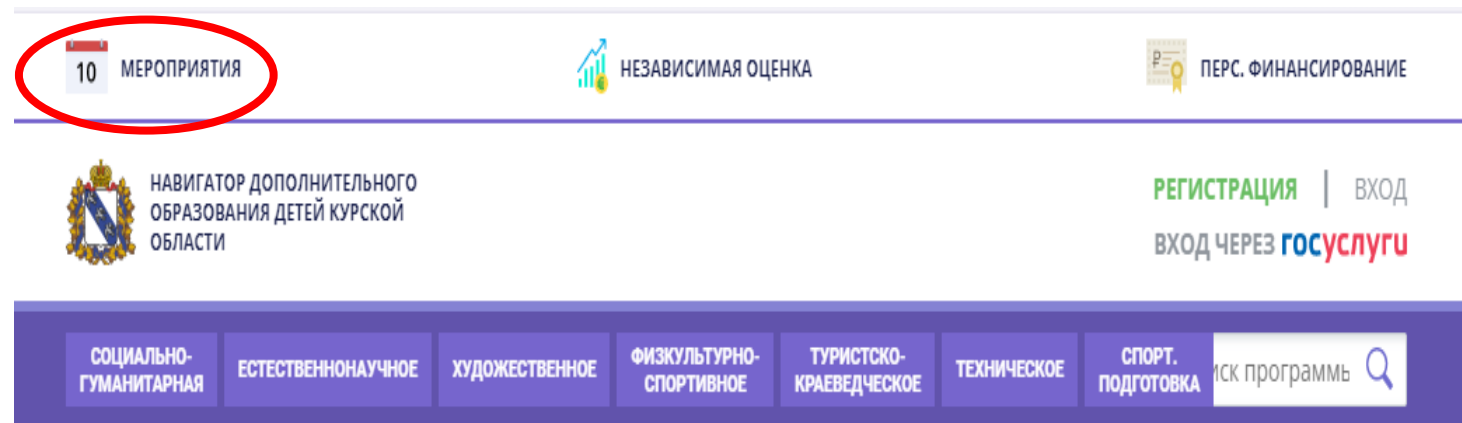 10 МЕРОПРИЯТИЯ
НЕЗАВИСИМАЯ ОЦЕНКА
ПЕРС. ФИНАНСИРОВАНИЕ
НАВИГАТОР ДОПОЛНИТЕЛЬНОГО
ОБРАЗОВАНИЯ ДЕТЕЙ КУРСКОЙ
ОБЛАСТИ
РЕГИСТРАЦИЯ | ВХОД
ВХОД ЧЕРЕЗ госуслуги
СОЦИАЛЬНО-
ГУМАНИТАРНАЯ
ЕСТЕСТВЕННОНАУЧНОЕ
ХУДОЖЕСТВЕННОЕ
ФИЗКУЛЬТУРНО-
СПОРТИВНОЕ
ТУРИСТСКО-
КРАЕВЕДЧЕСКОЕ
ТЕХНИЧЕСКОЕ
СПОРТ.
ПОДГОТОВКА
иск программы